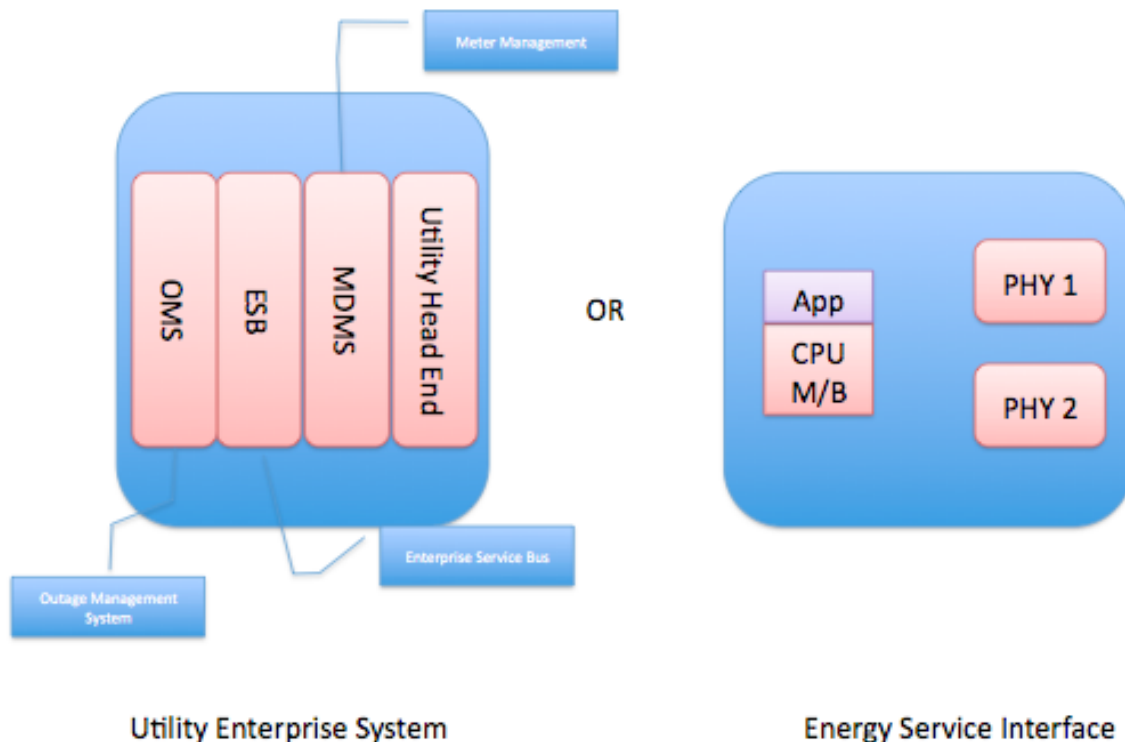 Meter Management
OMS
ESB
MDMS
Utility Head End
OR
App
CPU
M/B
PHY 1
PHY 2
Enterprise Service Bus
Outage Management
System
Utility Enterprise System
Energy Service Interface